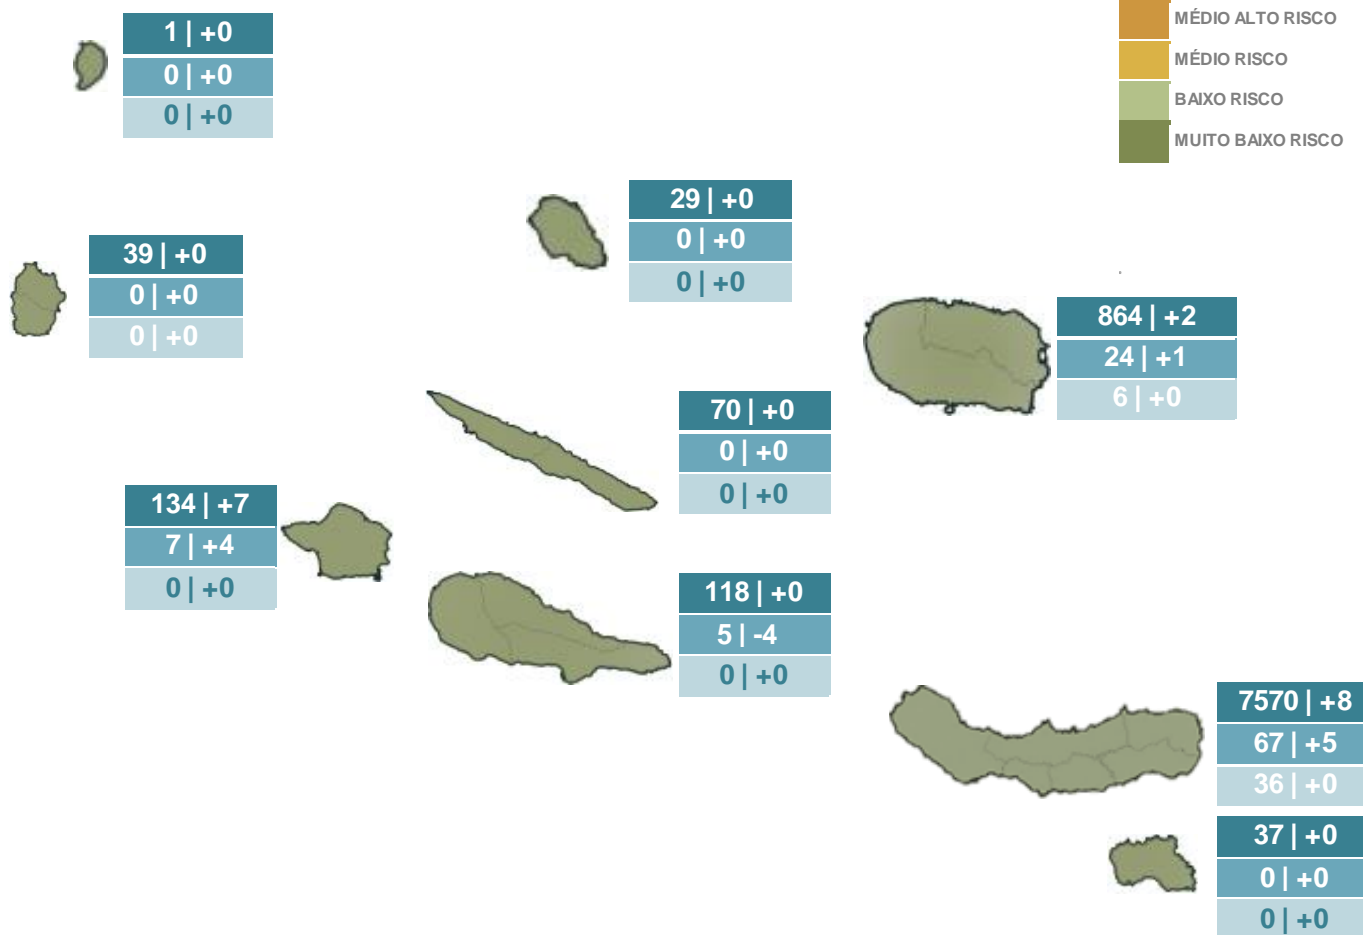 1 | +0
0 | +0
0 | +0
MÉDIO ALTO RISCO
MÉDIO RISCO
BAIXO RISCO
MUITO BAIXO RISCO
29 | +0
0 | +0
0 | +0
39 | +0
0 | +0
0 | +0
864 | +2
24 | +1
6 | +0
70 | +0
0 | +0
0 | +0
134 | +7
7 | +4
0 | +0
118 | +0
5 | -4
0 | +0
7570 | +8
67 | +5
36 | +0
37 | +0
0 | +0
0 | +0